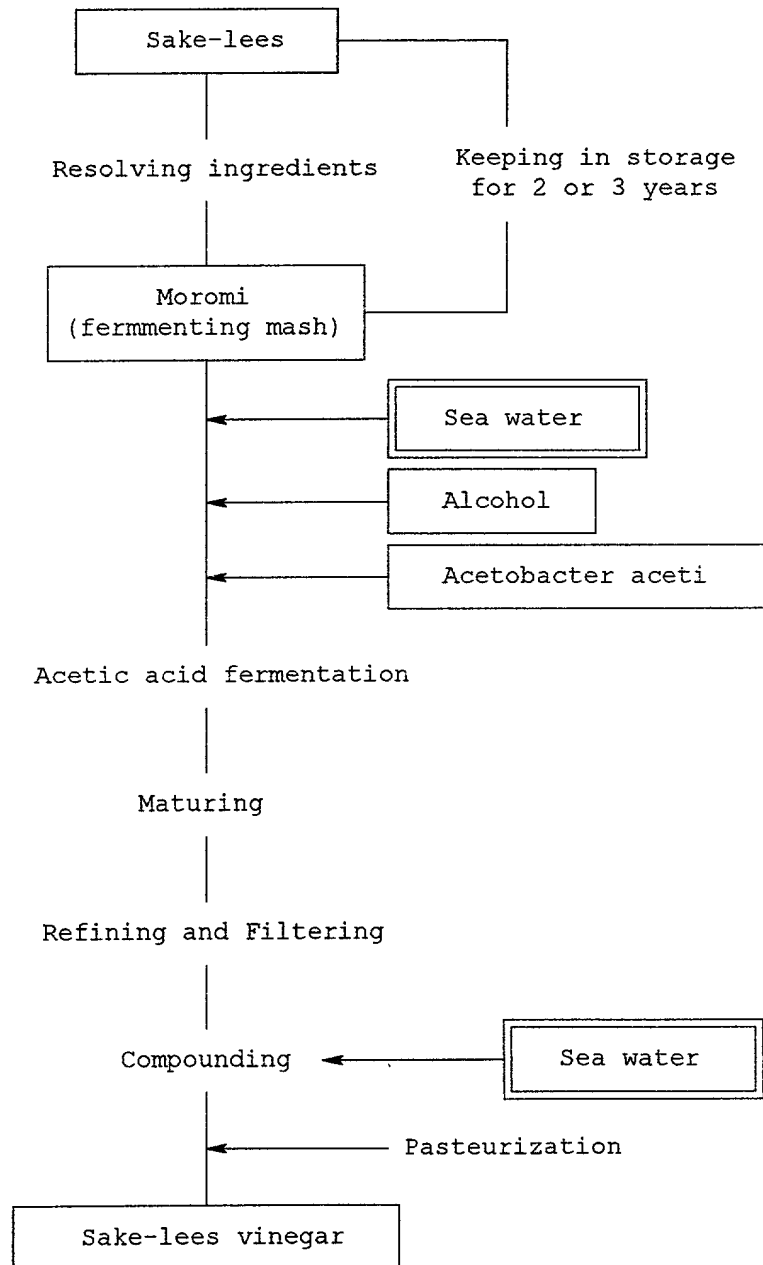 Sake-lees
Resolving ingredients
Keeping in storage
for 2 or 3 years
Moromi
(fermmenting mash)
Sea water
Alcohol
Acetobacter aceti
Acetic acid fermentation
Maturing
Refining and Filtering
Compounding
Sea water
Pasteurization
Sake-lees vinegar